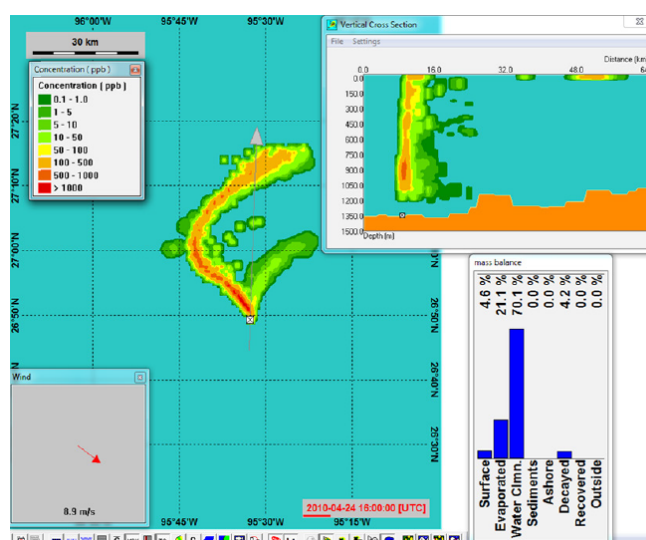 96°00'W
95°45'W
95°30'W
30 km
Concentration ( ppb )
Concentration ( ppb )
0.1 - 1.0
1 - 5
5 - 10
10 - 50
50 - 100
100 - 500
500 - 1000
> 1000
27°20'N
27°10'N
27°00'N
26°50'N
Vertical Cross Section
File Settings
Distance (km
0.0 16.0 32.0 48.0 64
0.0
150.0
300.0
450.0
600.0
750.0
900.0
1050.0
1200.0
1350.0
1500.0
Depth (m)
26°50'N
26°40'N
26°30'N
Wind
8.9 m/s
2010-04-24 16:00:00 [UTC]
95°45'W
95°30'W
95°15'W
mass balance
4.6 %
21.1 %
70.1 %
0.0 %
0.0 %
4.2 %
0.0 %
0.0 %
Surface
Evaporated
Water Clmn.
Sediments
Ashore
Decayed
Recovered
Outside